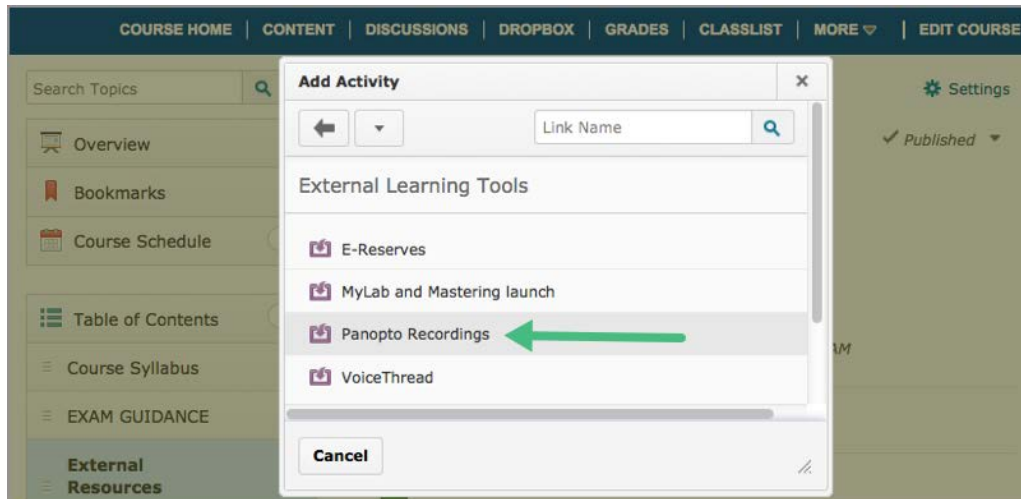 COURSE HOME | CONTENT | DISCUSSIONS | DROPBOX | GRADES | CLASSLIST | MORE | EDIT COURSE
Search Topics
Overview
Bookmarks
Course Schedule
Table of Contents
Course Syllabus
EXAM GUIDANCE
External
Resources
Add Activity
Link Name
External Learning Tools
E-Reserves
MyLab and Mastering launch
Panopto Recordings
VoiceThread
Cancel
Settings
Published
AM